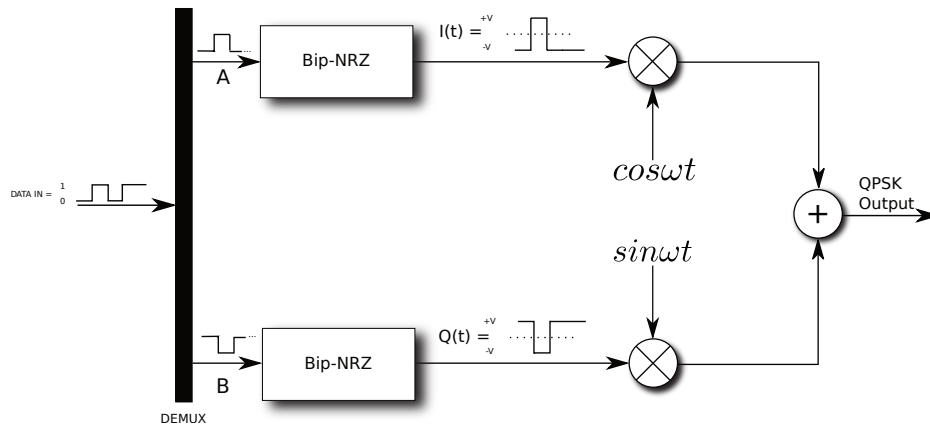 A
Bip-NRZ
I(t) =
+V
-V
cosωt
DATA IN =
1
0
+
QPSK
Output
sinωt
B
Bip-NRZ
Q(t) =
+V
-V
DEMUX